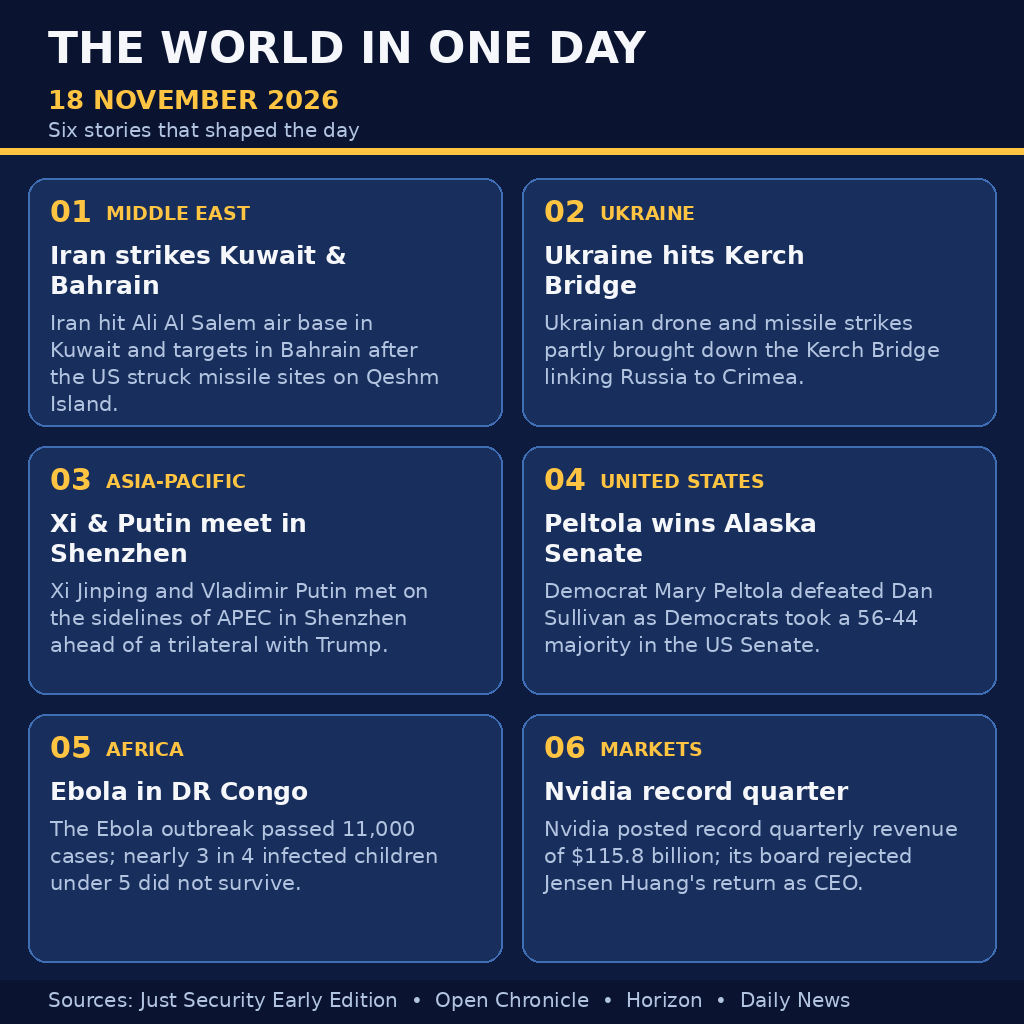 THE WORLD IN ONE DAY
18 NOVEMBER 2026
Six stories that shaped the day
01 MIDDLE EAST
Iran strikes Kuwait &
Bahrain
Iran hit Ali Al Salem air base in
Kuwait and targets in Bahrain after
the US struck missile sites on Qeshm
Island.
02 UKRAINE
Ukraine hits Kerch
Bridge
Ukrainian drone and missile strikes
partly brought down the Kerch Bridge
linking Russia to Crimea.
03 ASIA-PACIFIC
Xi & Putin meet in
Shenzhen
Xi Jinping and Vladimir Putin met on
the sidelines of APEC in Shenzhen
ahead of a trilateral with Trump.
04 UNITED STATES
Peltola wins Alaska
Senate
Democrat Mary Peltola defeated Dan
Sullivan as Democrats took a 56-44
majority in the US Senate.
05 AFRICA
Ebola in DR Congo
The Ebola outbreak passed 11,000
cases; nearly 3 in 4 infected children
under 5 did not survive.
06 MARKETS
Nvidia record quarter
Nvidia posted record quarterly revenue
of $115.8 billion; its board rejected
Jensen Huang's return as CEO.
Sources: Just Security Early Edition • Open Chronicle • Horizon • Daily News